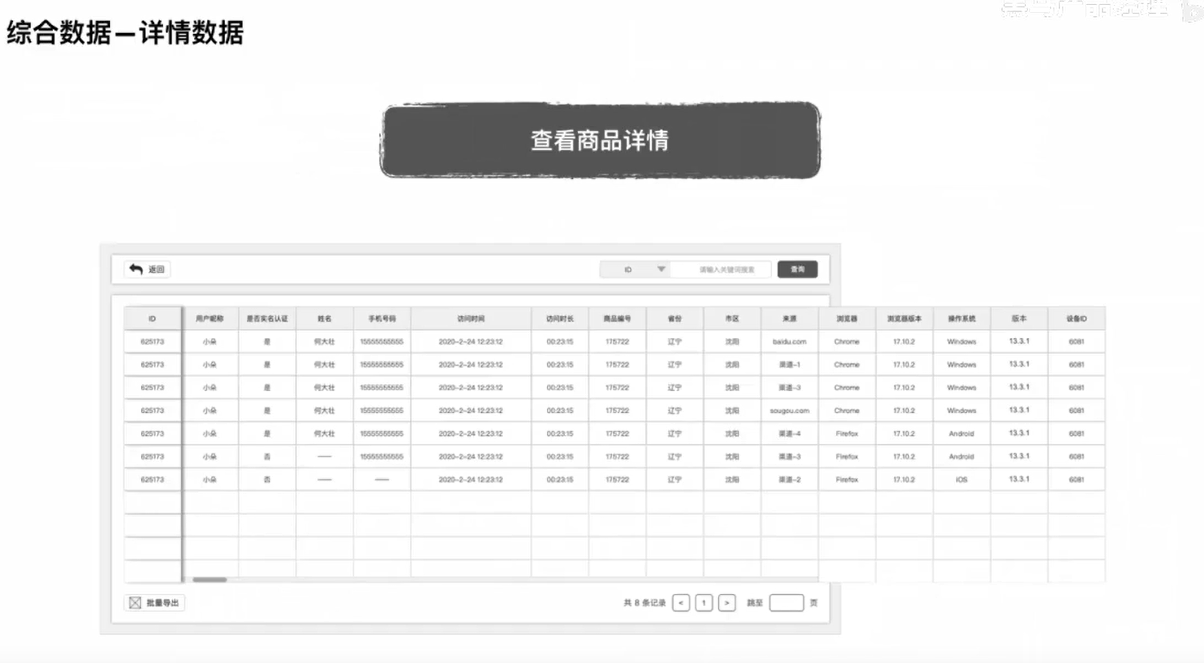 综合数据—详情数据
查看商品详情
返回 ID 请输入关键词搜索 查询
ID 用户昵称 是否实名认证 姓名 手机号码 访问时间 访问时长 商品编号 省份 市区 来源 浏览器 浏览器版本 操作系统 版本 设备ID
625173 小朵 是 何大壮 15555555555 2020-2-24 12:23:12 00:23:15 175722 辽宁 沈阳 baidu.com Chrome 17.10.2 Windows 13.3.1 6081
625173 小朵 是 何大壮 15555555555 2020-2-24 12:23:12 00:23:15 175722 辽宁 沈阳 渠道-1 Chrome 17.10.2 Windows 13.3.1 6081
625173 小朵 是 何大壮 15555555555 2020-2-24 12:23:12 00:23:15 175722 辽宁 沈阳 渠道-3 Chrome 17.10.2 Windows 13.3.1 6081
625173 小朵 是 何大壮 15555555555 2020-2-24 12:23:12 00:23:15 175722 辽宁 沈阳 sougou.com Chrome 17.10.2 Windows 13.3.1 6081
625173 小朵 是 何大壮 15555555555 2020-2-24 12:23:12 00:23:15 175722 辽宁 沈阳 渠道-4 Firefox 17.10.2 Android 13.3.1 6081
625173 小朵 否 —— 15555555555 2020-2-24 12:23:12 00:23:15 175722 辽宁 沈阳 渠道-3 Firefox 17.10.2 Android 13.3.1 6081
625173 小朵 否 —— —— 2020-2-24 12:23:12 00:23:15 175722 辽宁 沈阳 渠道-2 Firefox 17.10.2 iOS 13.3.1 6081
批量导出 共 8 条记录 < 1 > 跳至 页